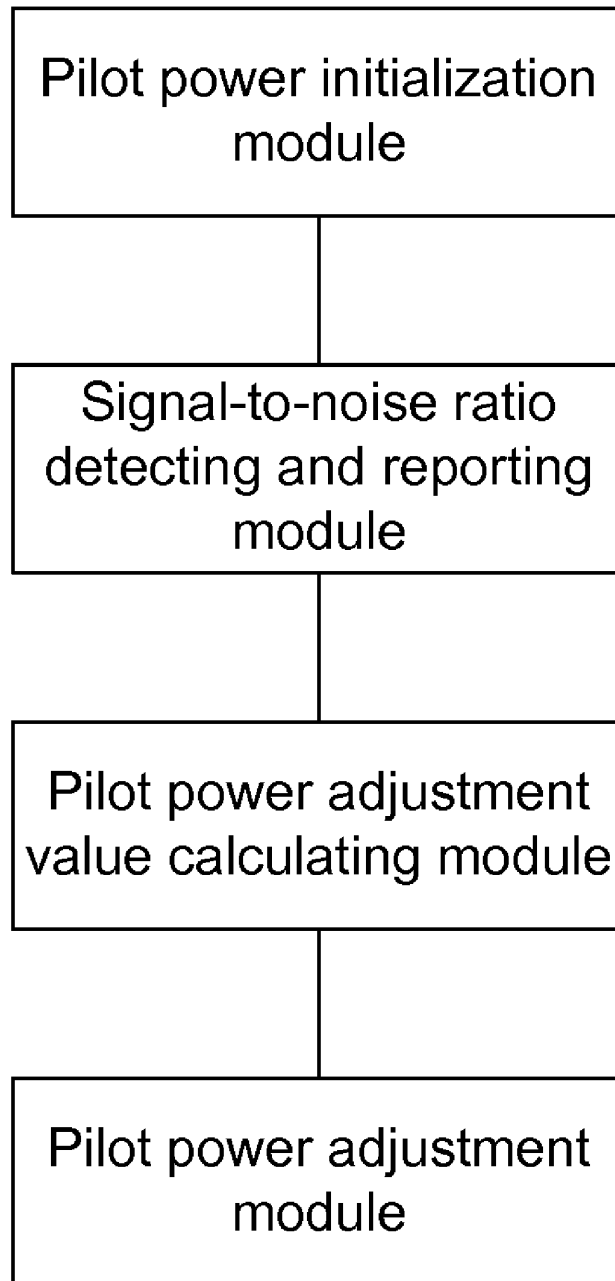 Pilot power initialization
module
Signal-to-noise ratio
detecting and reporting
module
Pilot power adjustment
value calculating module
Pilot power adjustment
module